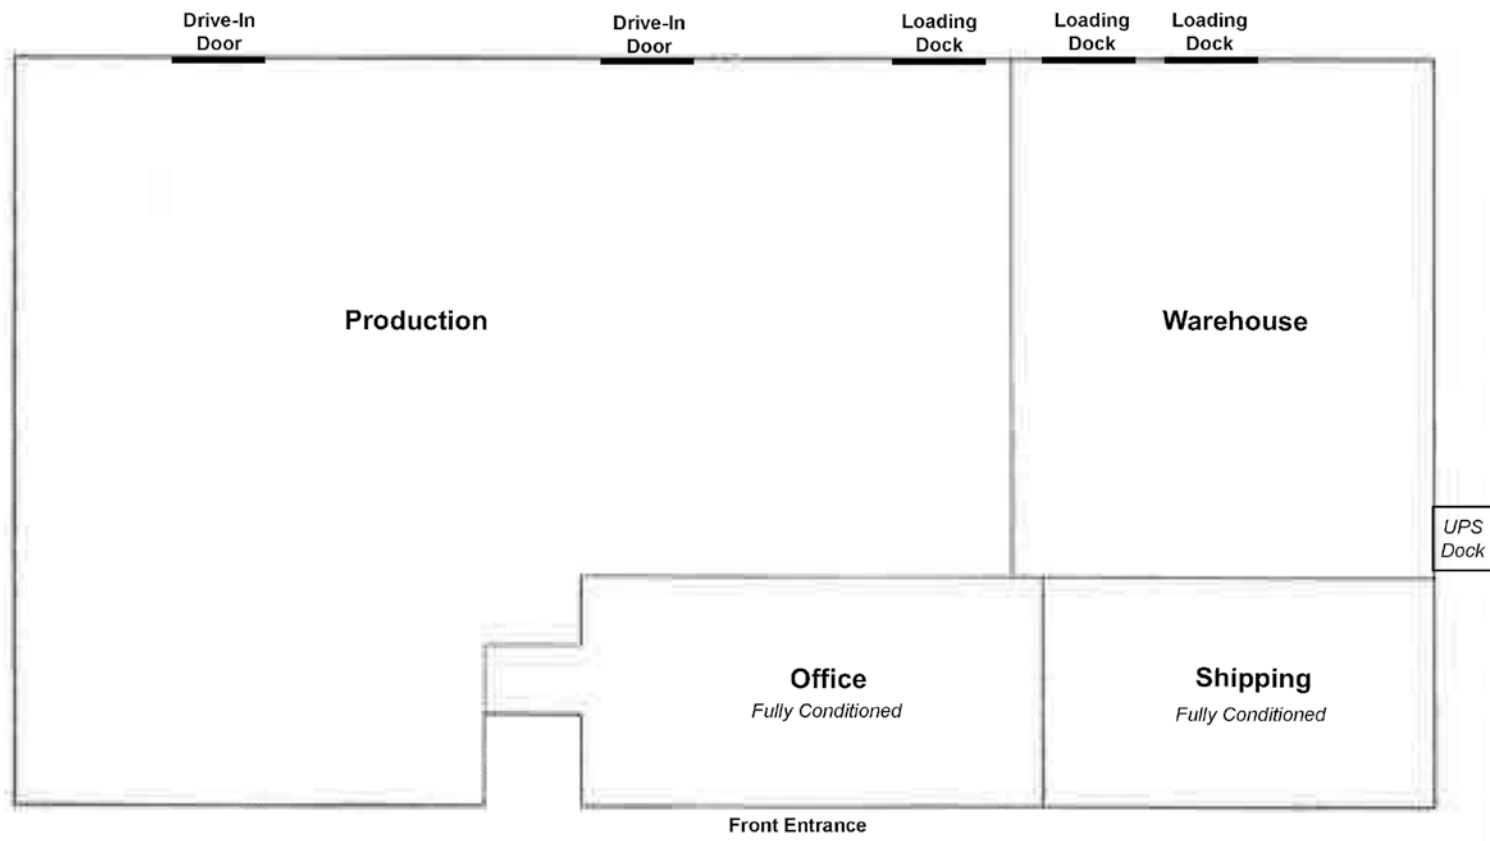 Drive-In
Door
Drive-In
Door
Loading
Dock
Loading
Dock
Loading
Dock
Production
Warehouse
UPS
Dock
Office
Fully Conditioned
Shipping
Fully Conditioned
Front Entrance